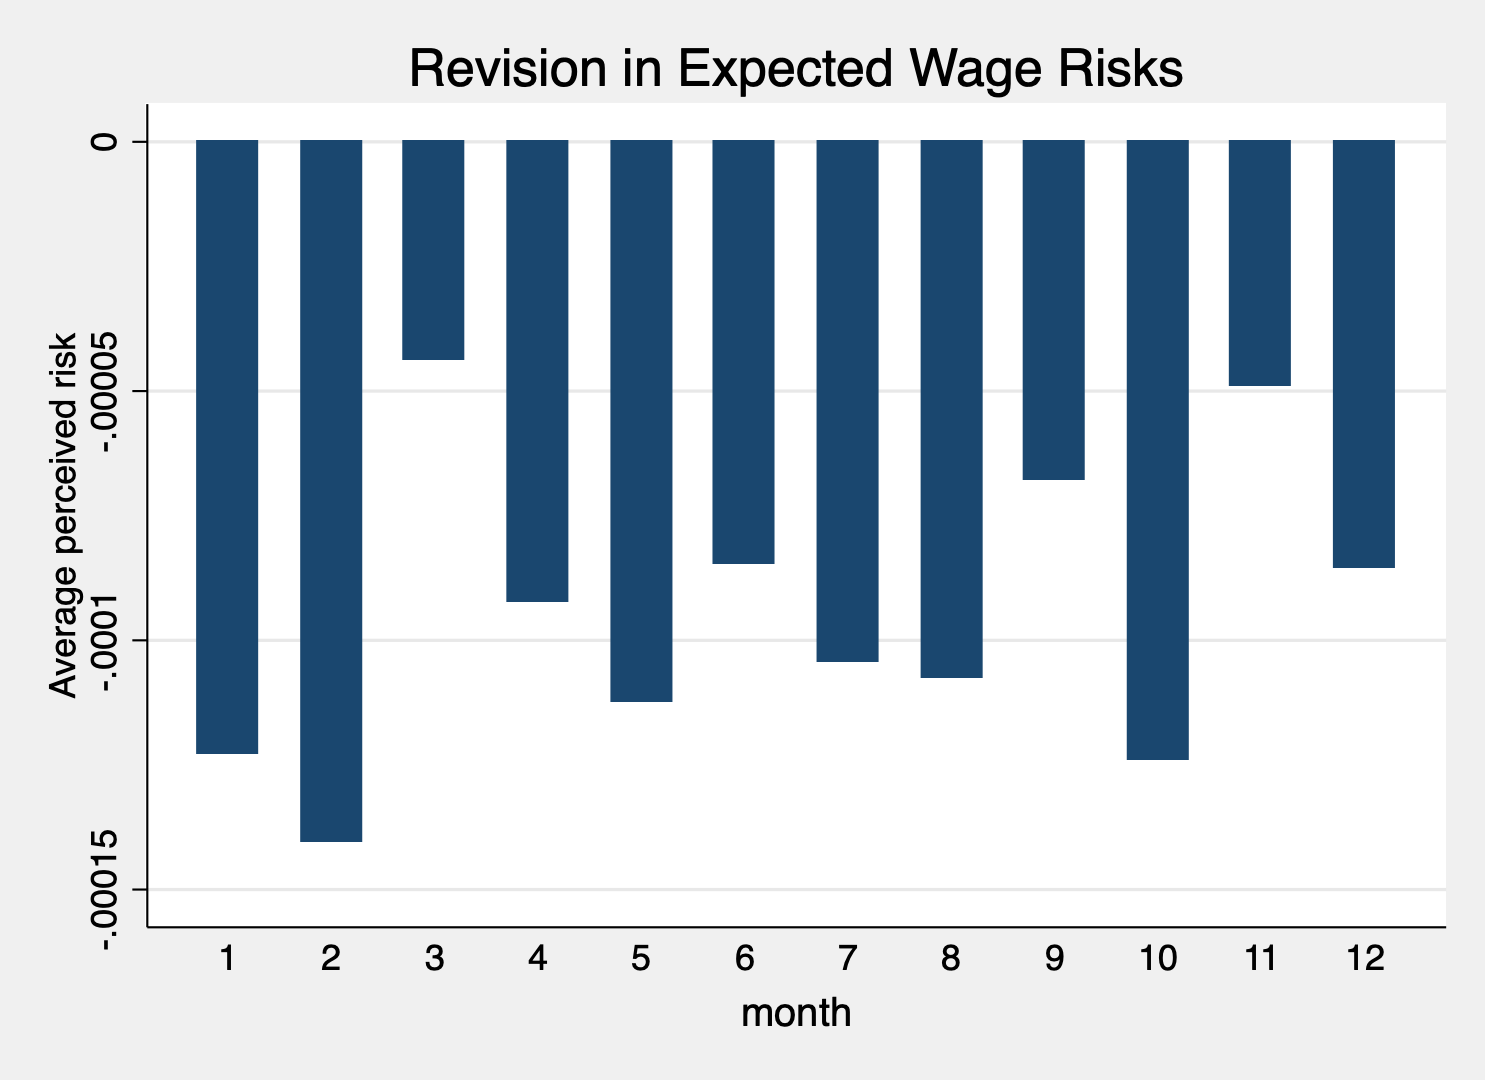 Revision in Expected Wage Risks
Average perceived risk
0
-.00005
-.0001
-.00015
1 2 3 4 5 6 7 8 9 10 11 12
month